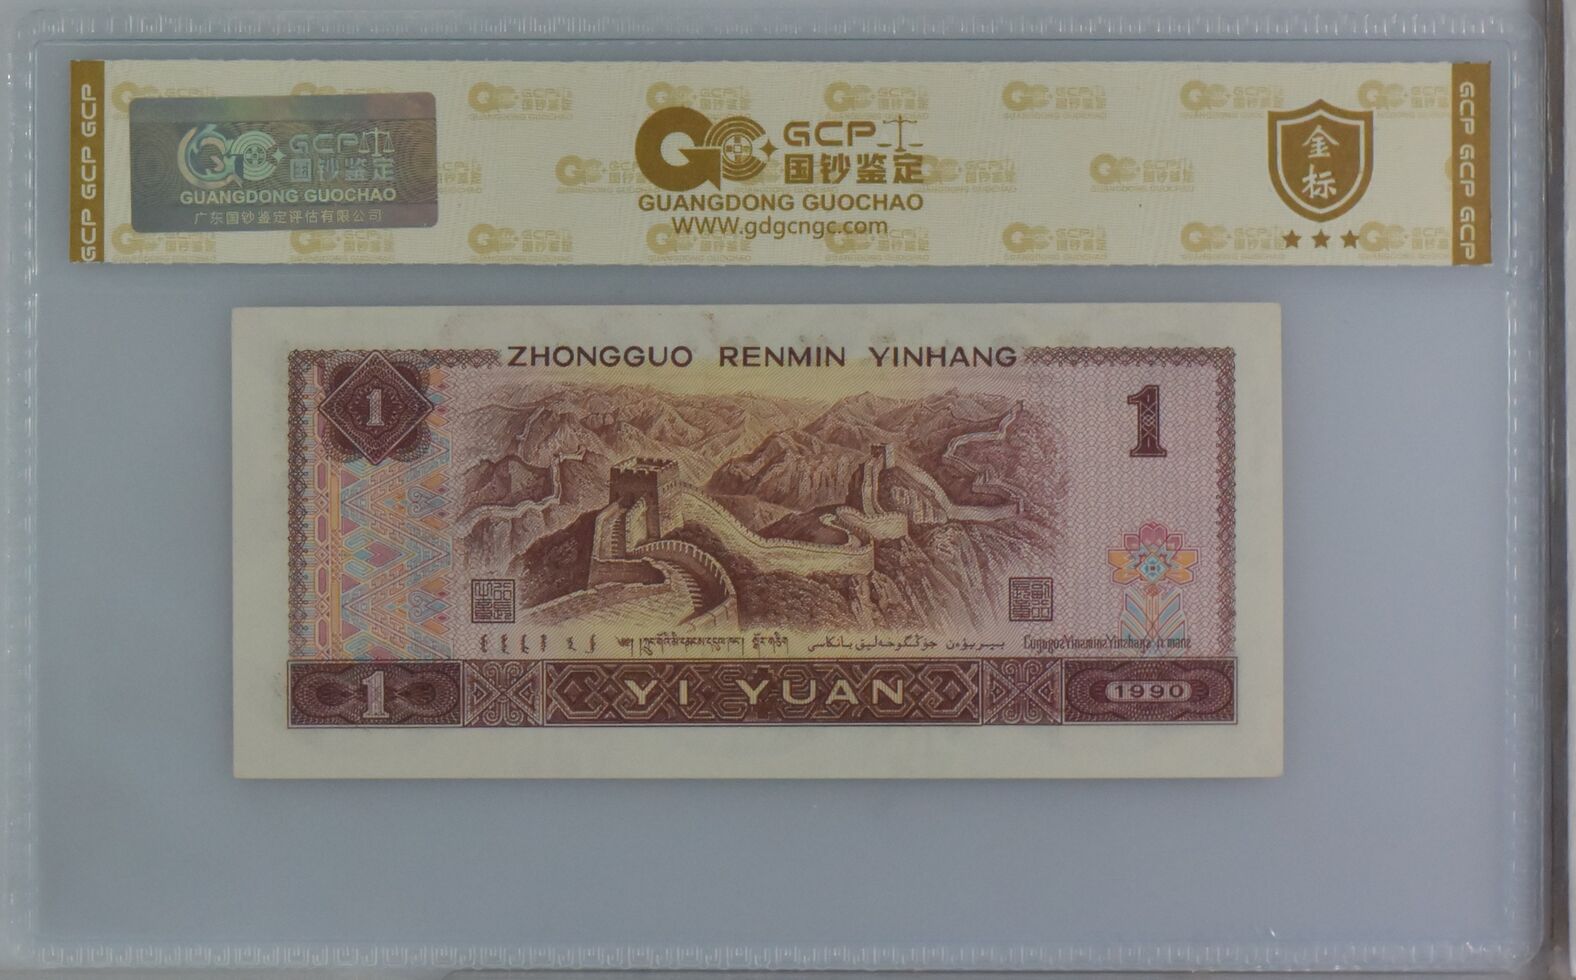 GCP GCP GCP
GCP 国钞鉴定
GUANGDONG GUOCHAO
广东国钞鉴定评估有限公司
GCP
国钞鉴定
GUANGDONG GUOCHAO
WWW.gdgcngc.com
金标
GCP GCP GCP
ZHONGGUO RENMIN YINHANG
1
1
1
YI YUAN
1990